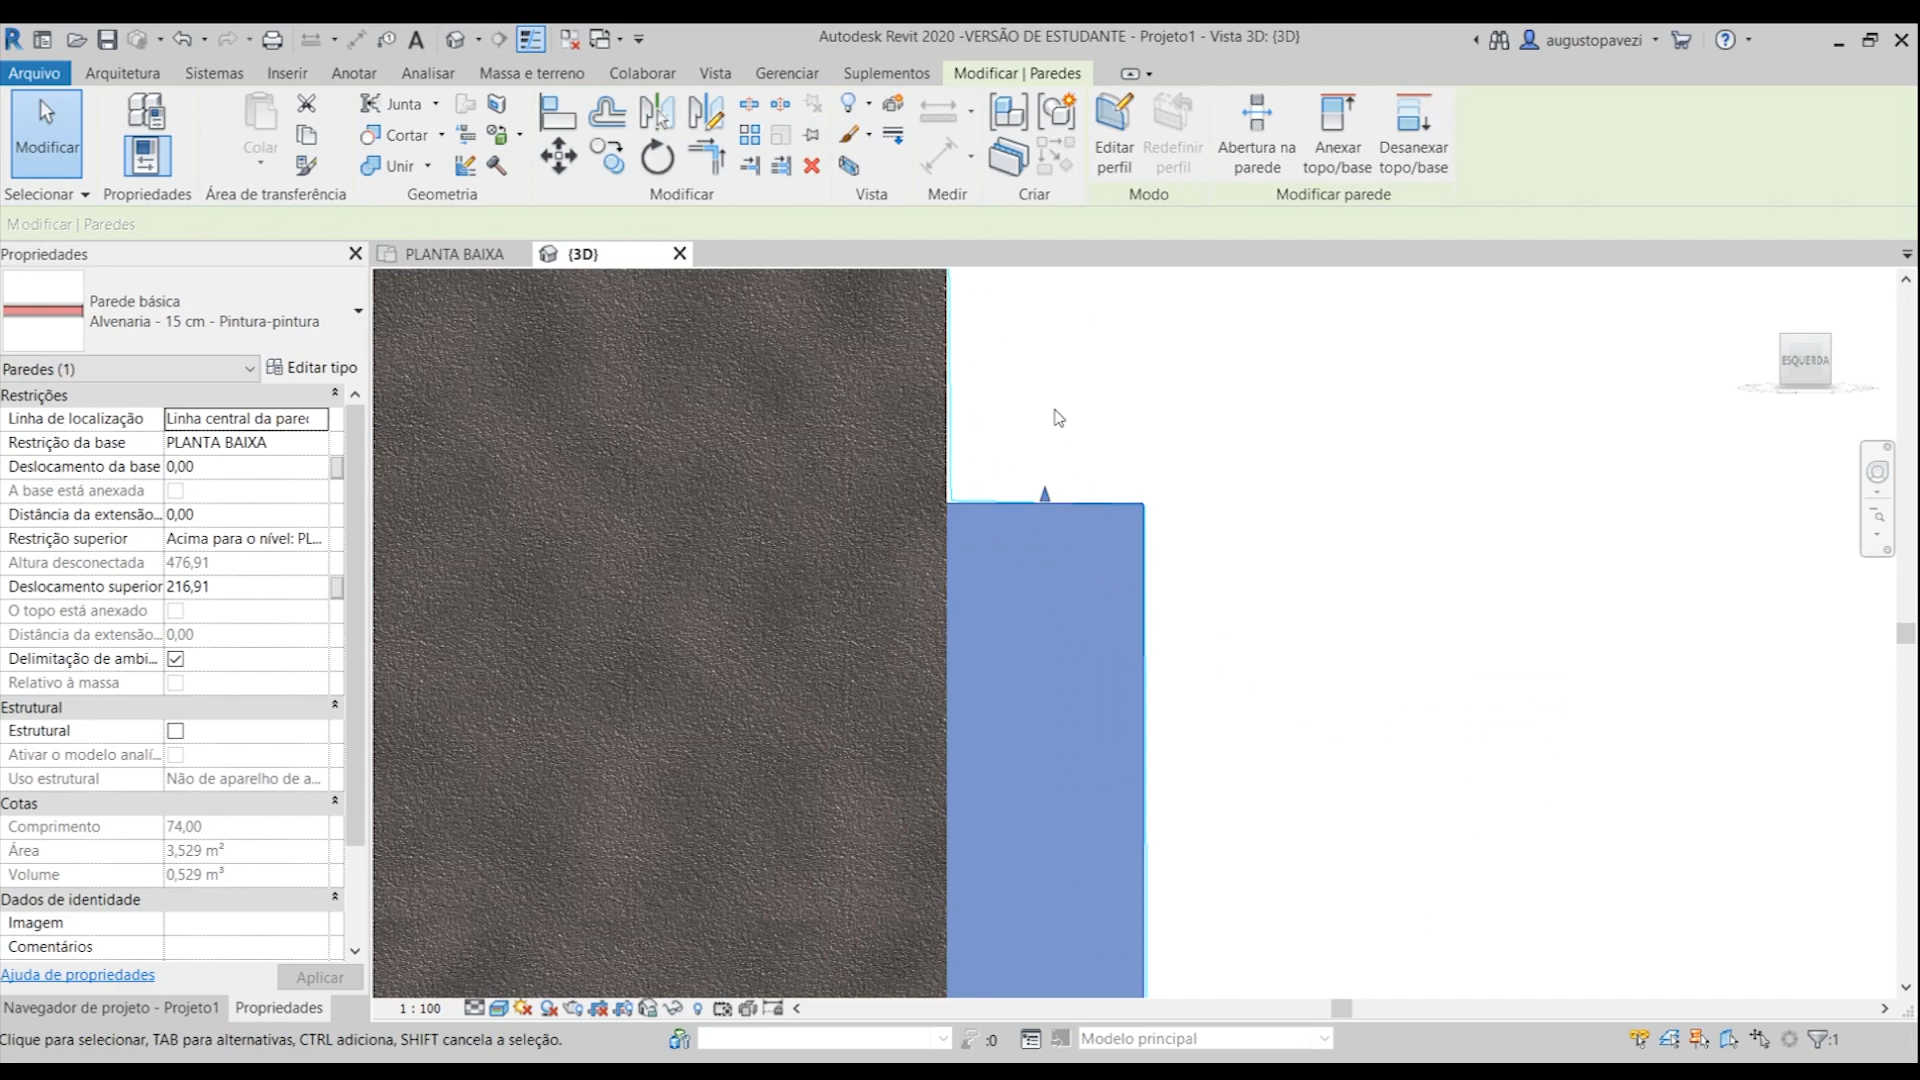 Autodesk Revit 2020 -VERSÃO DE ESTUDANTE - Projeto1 - Vista 3D: {3D}
augustopavezi
Arquivo Arquitetura Sistemas Inserir Anotar Analisar Massa e terreno Colaborar Vista Gerenciar Suplementos Modificar | Paredes
Modificar
Colar
Junta
Cortar
Unir
Editar perfil
Redefinir perfil
Abertura na parede
Anexar topo/base
Desanexar topo/base
Selecionar Propriedades Área de transferência Geometria Modificar Vista Medir Criar Modo Modificar parede
Modificar | Paredes
Propriedades
PLANTA BAIXA {3D}
Parede básica
Alvenaria - 15 cm - Pintura-pintura
Paredes (1) Editar tipo
Restrições
Linha de localização Linha central da pare
Restrição da base PLANTA BAIXA
Deslocamento da base 0,00
A base está anexada
Distância da extensão... 0,00
Restrição superior Acima para o nível: PL...
Altura desconectada 476,91
Deslocamento superior 216,91
O topo está anexado
Distância da extensão... 0,00
Delimitação de ambi...
Relativo à massa
Estrutural
Estrutural
Ativar o modelo analí...
Uso estrutural Não de aparelho de a...
Cotas
Comprimento 74,00
Área 3,529 m²
Volume 0,529 m³
Dados de identidade
Imagem
Comentários
Ajuda de propriedades Aplicar
Navegador de projeto - Projeto1 Propriedades
ESQUERDA
1 : 100
Clique para selecionar, TAB para alternativas, CTRL adiciona, SHIFT cancela a seleção.
:0 Modelo principal :1